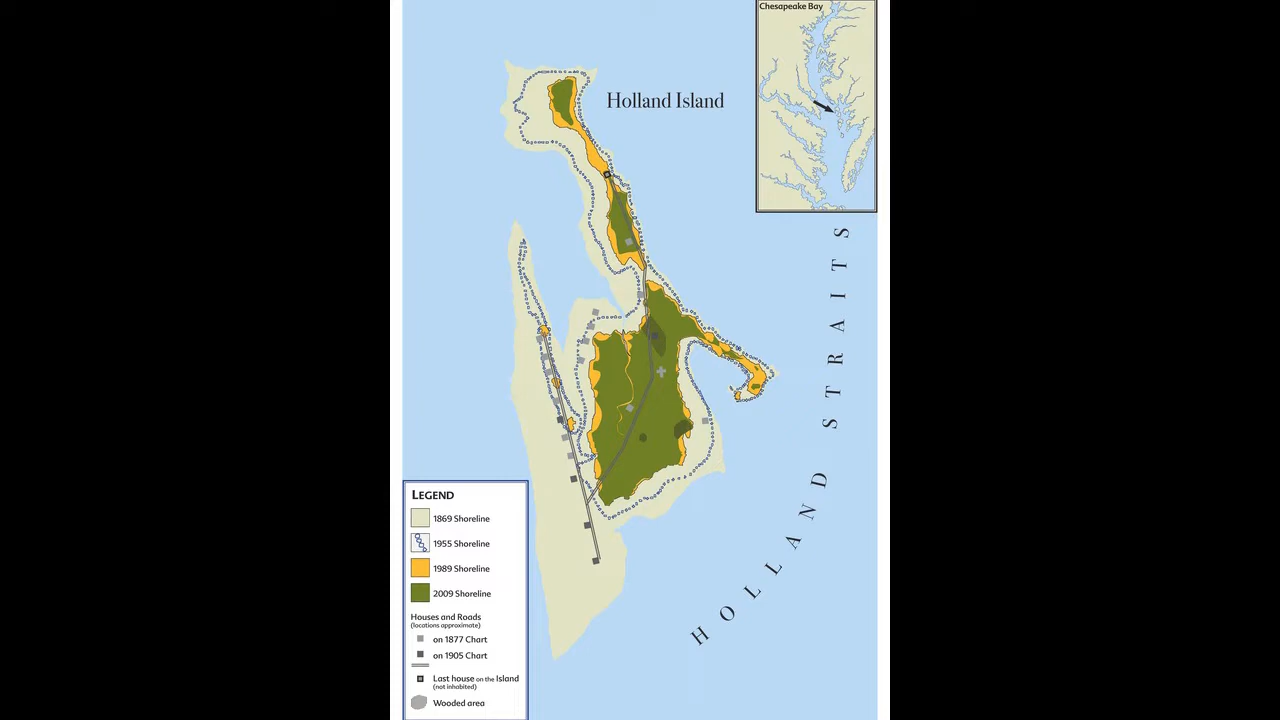 Chesapeake Bay
Holland Island
HOLLAND STRAITS
LEGEND
1869 Shoreline
1955 Shoreline
1989 Shoreline
2009 Shoreline
Houses and Roads
(locations approximate)
on 1877 Chart
on 1905 Chart
Last house on the Island
(not inhabited)
Wooded area